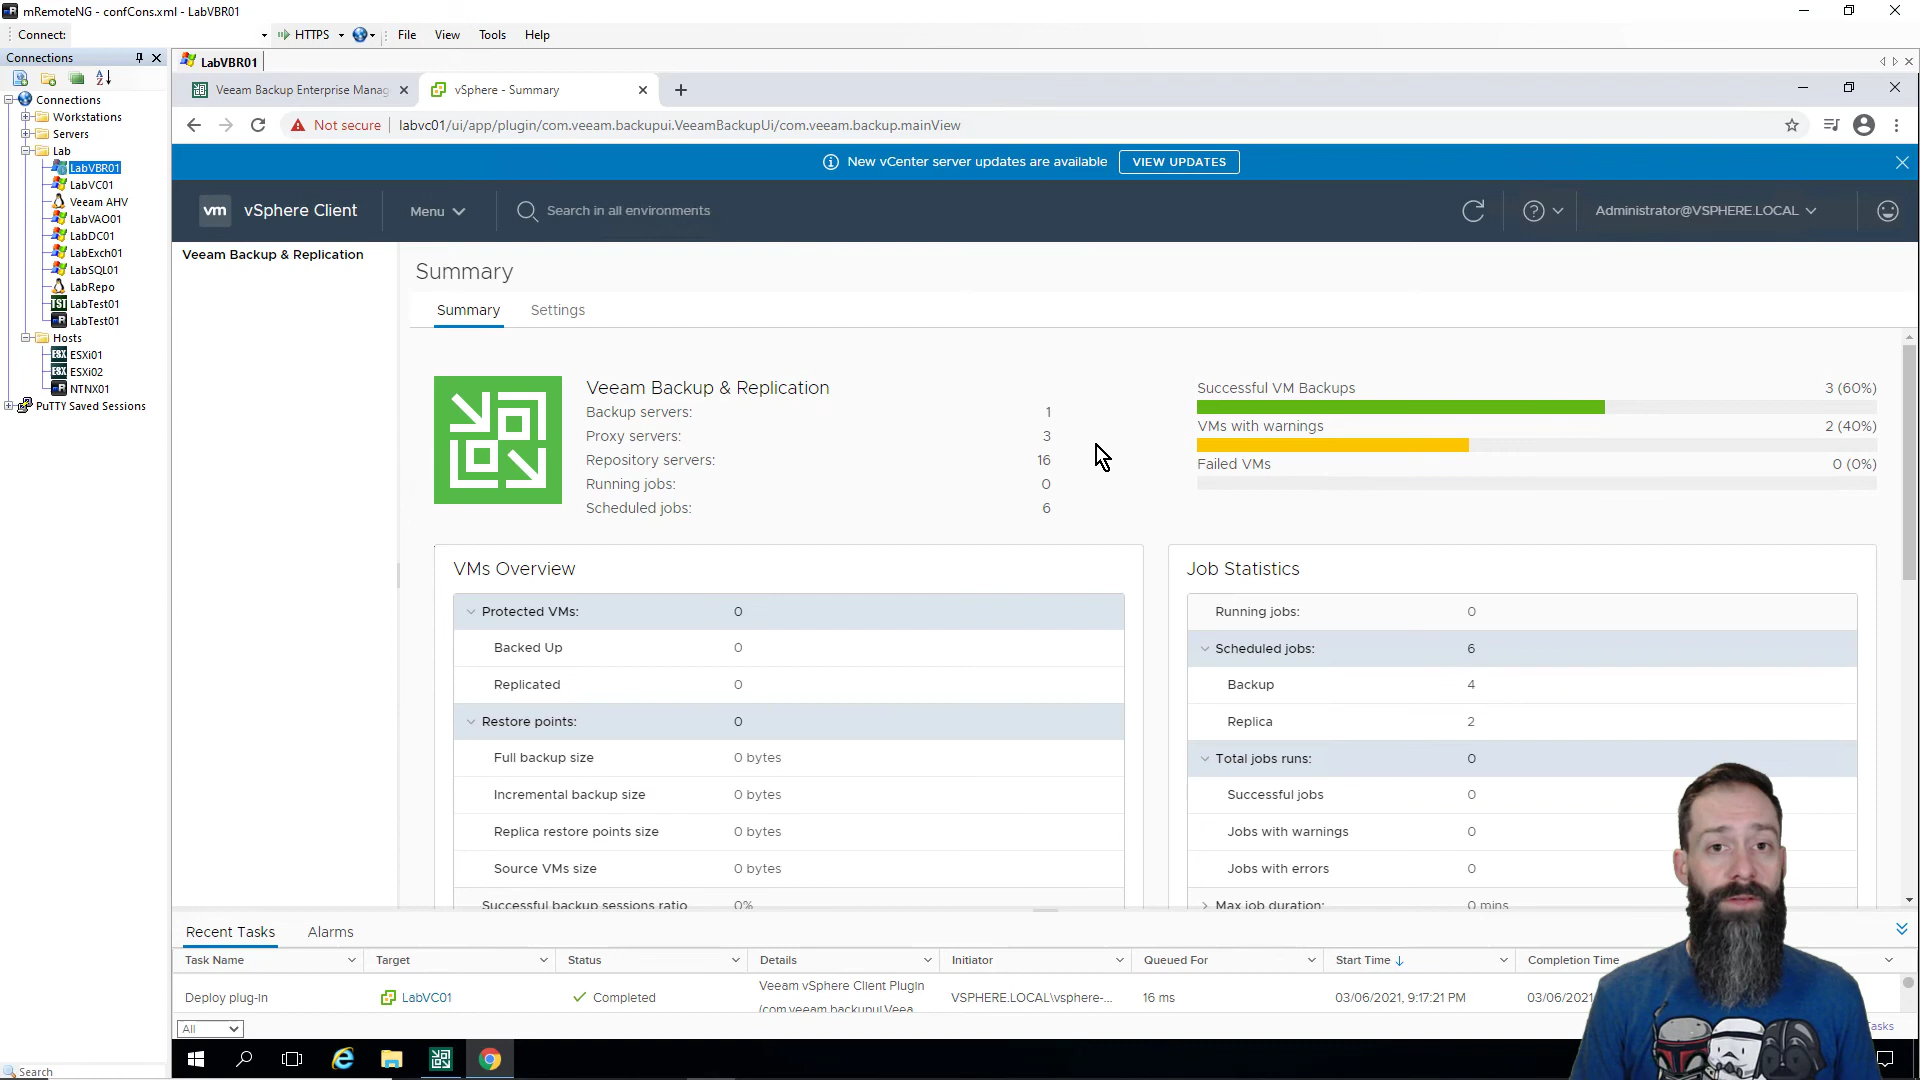 mRemoteNG - confCons.xml - LabVBR01
Connect:
HTTPS
File
View
Tools
Help
Connections
LabVBR01
Connections
Workstations
Servers
Lab
LabVBR01
LabVC01
Veeam AHV
LabVAO01
LabDC01
LabExch01
LabSQL01
LabRepo
LabTest01
LabTest01
Hosts
ESXi01
ESXi02
NTNX01
PuTTY Saved Sessions
Search
Veeam Backup Enterprise Manag
vSphere - Summary
Not secure
labvc01/ui/app/plugin/com.veeam.backupui.VeeamBackupUi/com.veeam.backup.mainView
New vCenter server updates are available
VIEW UPDATES
vm
vSphere Client
Menu
Search in all environments
Administrator@VSPHERE.LOCAL
Veeam Backup & Replication
Summary
Summary
Settings
Veeam Backup & Replication
Backup servers: 1
Proxy servers: 3
Repository servers: 16
Running jobs: 0
Scheduled jobs: 6
Successful VM Backups 3 (60%)
VMs with warnings 2 (40%)
Failed VMs 0 (0%)
VMs Overview
Protected VMs: 0
Backed Up 0
Replicated 0
Restore points: 0
Full backup size 0 bytes
Incremental backup size 0 bytes
Replica restore points size 0 bytes
Source VMs size 0 bytes
Successful backup sessions ratio 0%
Job Statistics
Running jobs: 0
Scheduled jobs: 6
Backup 4
Replica 2
Total jobs runs: 0
Successful jobs 0
Jobs with warnings 0
Jobs with errors 0
Max job duration: 0 mins
Recent Tasks
Alarms
Task Name
Target
Status
Details
Initiator
Queued For
Start Time
Completion Time
Deploy plug-in
LabVC01
Completed
Veeam vSphere Client Plugin
(com.veeam.backupui.Veea
VSPHERE.LOCAL\vsphere-...
16 ms
03/06/2021, 9:17:21 PM
03/06/2021
All
Tasks